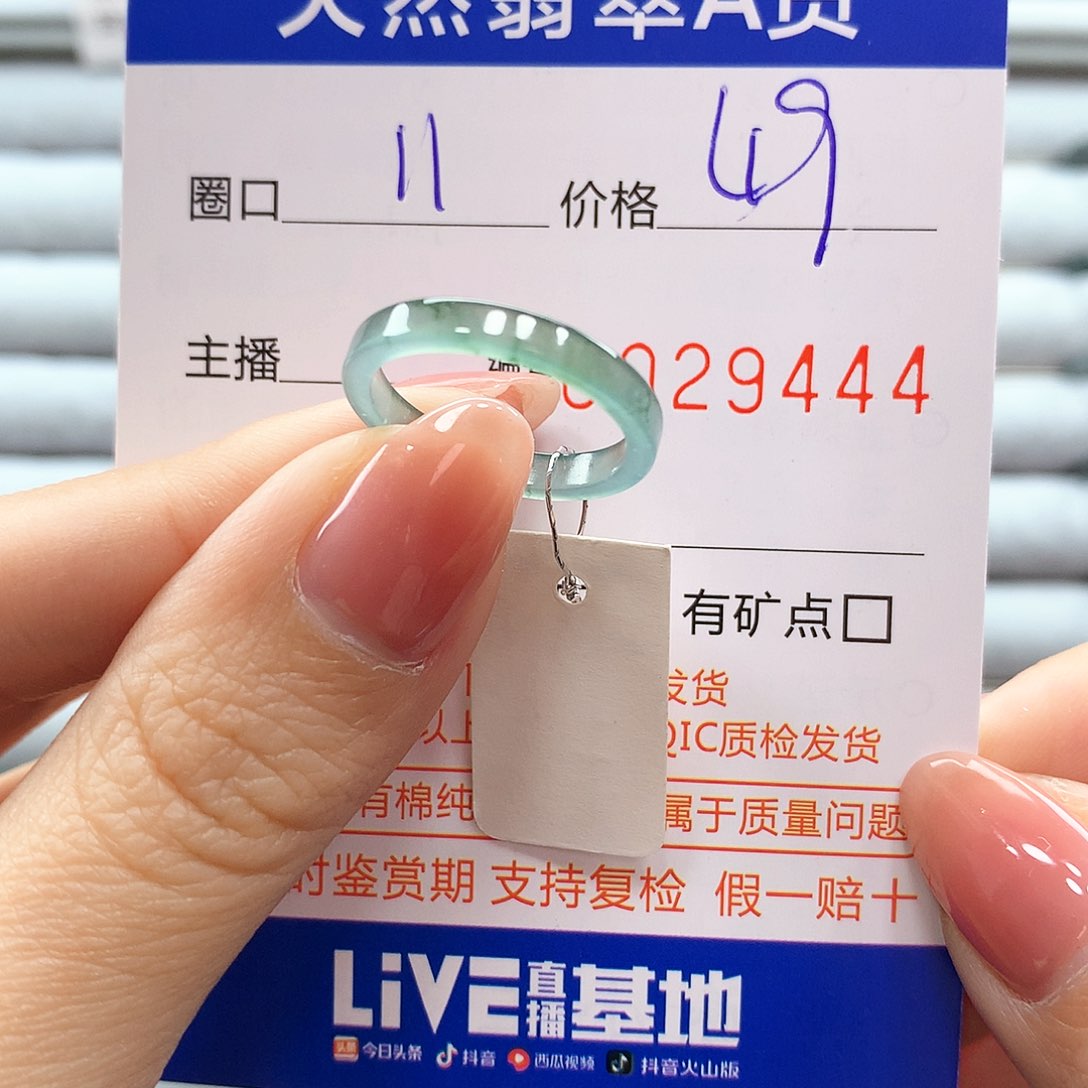 天然翡翠A货
圈口 11 价格 49
主播 编 029444
有矿点□
发货
以上 QIC质检发货
有棉纯 属于质量问题
时鉴赏期 支持复检 假一赔十
LiVE直播基地
头条 今日头条 抖音 西瓜视频 抖音火山版